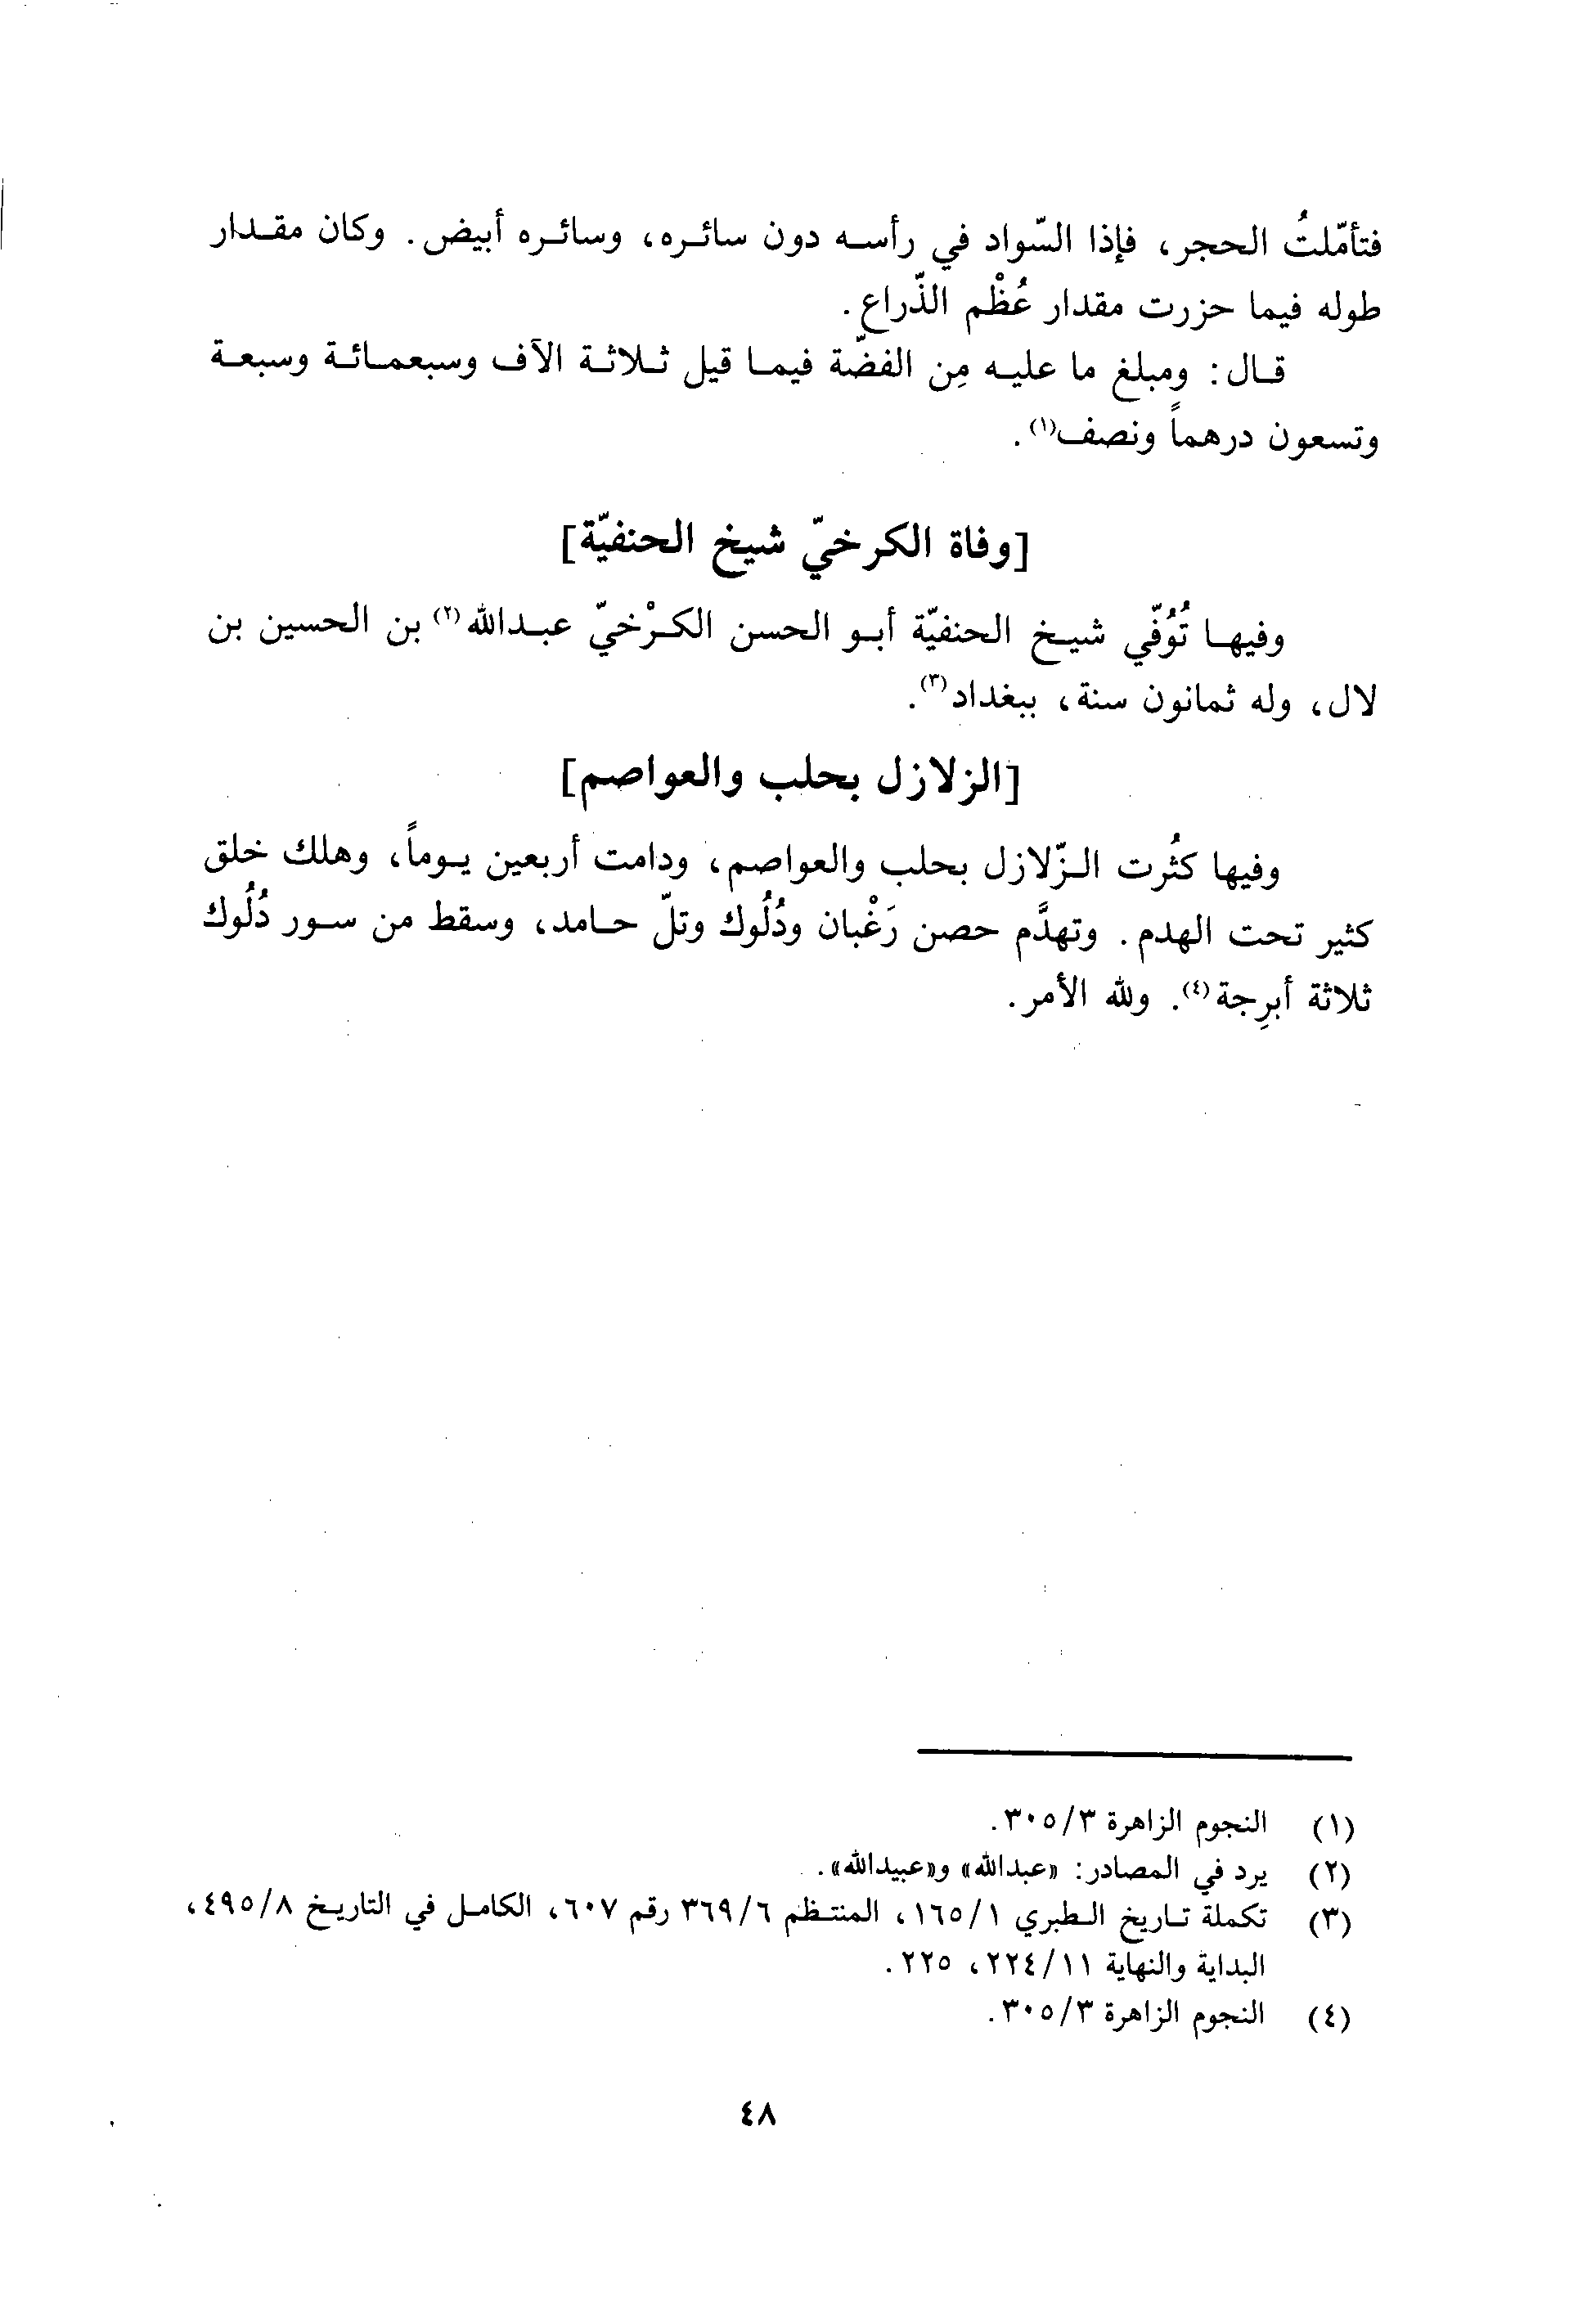 فتأمّلتُ الحجر، فإذا السّواد في رأسه دون سائره، وسائره أبيض. وكان مقدار
طوله فيما حزرت مقدار عُظْم الذّراع.
قال: ومبلغ ما عليه مِن الفضّة فيما قيل ثلاثة الآف وسبعمائة وسبعة
وتسعون درهماً ونصف(١).
[وفاة الكرخيّ شيخ الحنفيّة]
وفيها تُوُفّي شيخ الحنفيّة أبو الحسن الكرْخيّ عبدالله(٢) بن الحسين بن
لال، وله ثمانون سنة، ببغداد(٣).
[الزلازل بحلب والعواصم]
وفيها كثُرت الزّلازل بحلب والعواصم، ودامت أربعين يوماً، وهلك خلق
كثير تحت الهدم. وتهدَّم حصن رَغْبان ودُلُوك وتلّ حامد، وسقط من سور دُلُوك
ثلاثة أبرِجة(٤). ولله الأمر.
(١) النجوم الزاهرة ٣/ ٣٠٥.
(٢) يرد في المصادر: «عبدالله» و«عبيدالله».
(٣) تكملة تاريخ الطبري ١/ ١٦٥، المنتظم ٦/ ٣٦٩ رقم ٦٠٧، الكامل في التاريخ ٨/ ٤٩٥،
البداية والنهاية ١١/ ٢٢٤، ٢٢٥.
(٤) النجوم الزاهرة ٣/ ٣٠٥.
٤٨